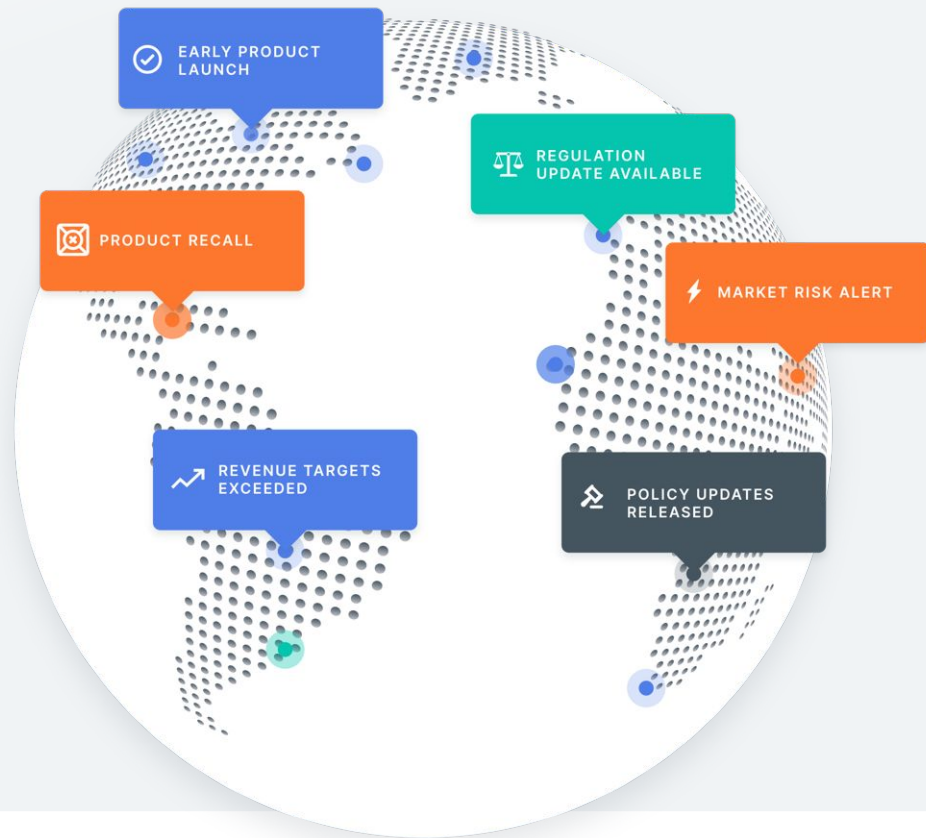 EARLY PRODUCT
LAUNCH
REGULATION
UPDATE AVAILABLE
PRODUCT RECALL
MARKET RISK ALERT
REVENUE TARGETS
EXCEEDED
POLICY UPDATES
RELEASED